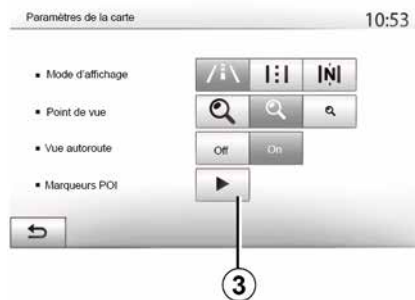 Paramètres de la carte
10:53
▪ Mode d'affichage
|N|
▪ Point de vue
▪ Vue autoroute
Off
On
▪ Marqueurs POI
3